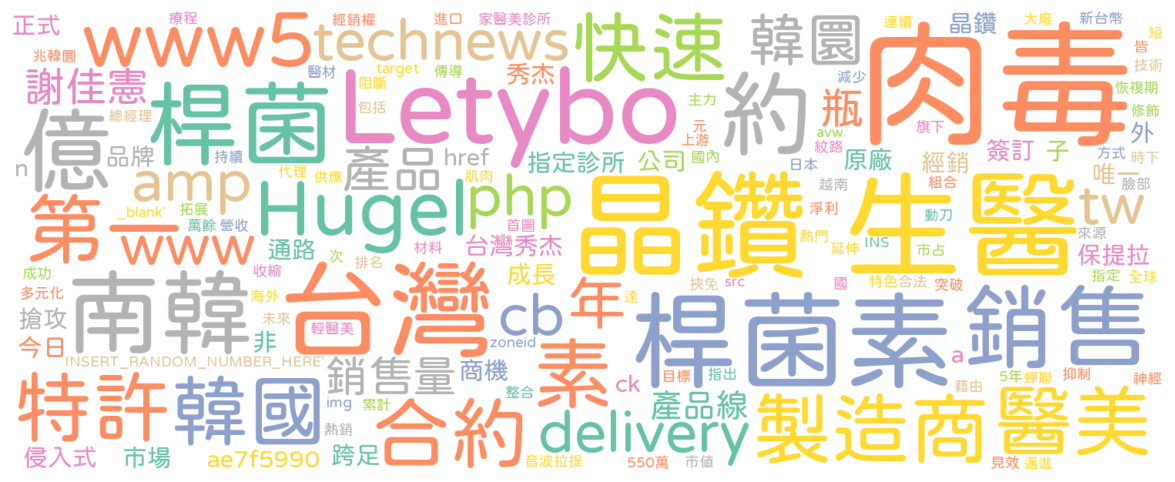 正式
療程
經銷權
進口
家醫美診所
晶鑽
連續
大廠
新台幣
短
www5
technews
快速
韓圜
肉毒
皆
技術
兆韓圜
醫材
傳導
target
阻斷
秀杰
減少
恢複期
謝佳憲
桿菌
Letybo
約
瓶
修飾
總經理
包括
主力
元
上游
avw
紋路
旗下
外
方式
時下
億
品牌
持續
產品
href
指定診所
公司
國內
日本
原廠
經銷
簽訂
子
唯一
n
amp
代理
供應
肌肉
越南
組合
臉部
第一
_blank'
拓展
萬餘
營收
Hugel
php
首圖
晶鑽生醫
淨利
動刀
tw
www
通路
次
材料
台灣秀杰
熱門
延伸
INS
市占
來源
保提拉
成功
多元化
收縮
排名
南韓
海外
台灣
成長
年
達
挾免
src
國
特色合法
突破
指定
全球
搶攻
未來
輕醫美
非
cb
zoneid
桿菌素
銷售
今日
INSERT_RANDOM_NUMBER_HERE'
銷售量
商機
素
a
特許
韓國
img
累計
整合
ck
目標
指出
藉由
5年
蟬聯
抑制
神經
熱銷
合約
delivery
產品線
製造商
醫美
侵入式
市場
ae7f5990
跨足
音波拉提
550萬
市值
見效
邁進